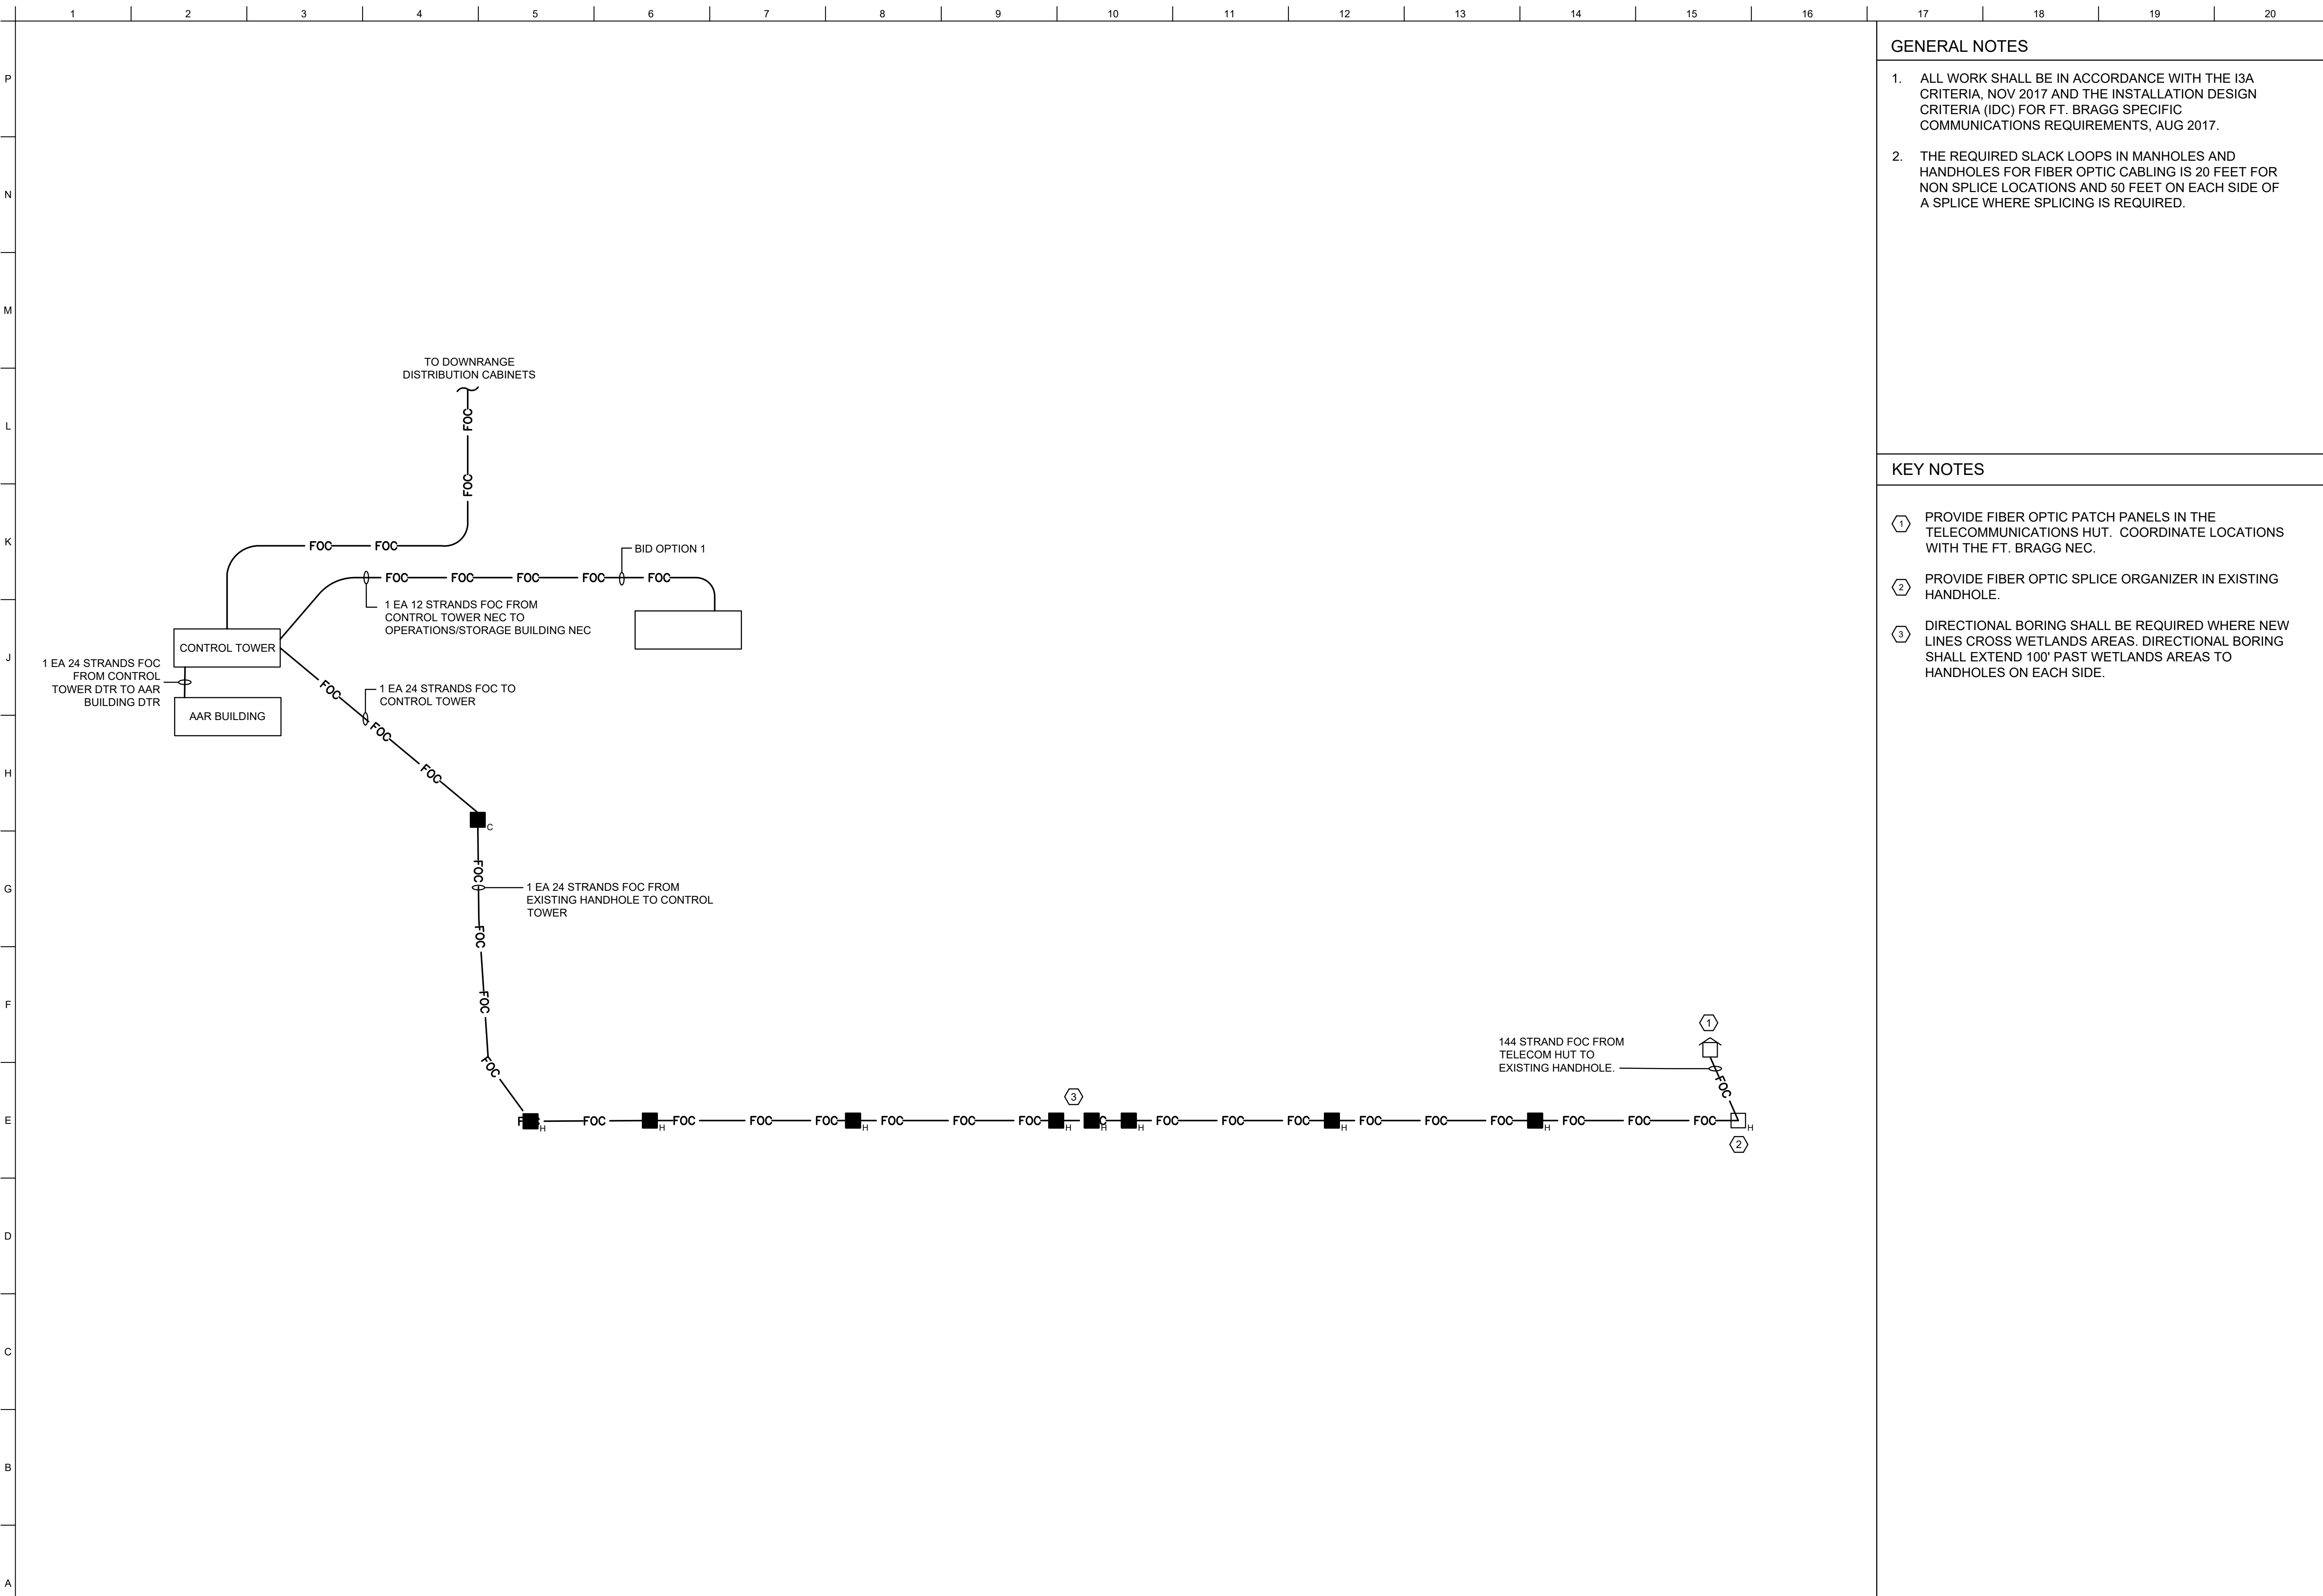 1 2 3 4 5 6 7 8 9 10 11 12 13 14 15 16 17 18 19 20
P
N
M
L
K
J
H
G
F
E
D
C
B
A
TO DOWNRANGE
DISTRIBUTION CABINETS
FOC
FOC
FOC FOC
BID OPTION 1
FOC FOC FOC FOC FOC
1 EA 12 STRANDS FOC FROM
CONTROL TOWER NEC TO
OPERATIONS/STORAGE BUILDING NEC
CONTROL TOWER
1 EA 24 STRANDS FOC
FROM CONTROL
TOWER DTR TO AAR
BUILDING DTR
AAR BUILDING
FOC
1 EA 24 STRANDS FOC TO
CONTROL TOWER
FOC
FOC
C
FOC
1 EA 24 STRANDS FOC FROM
EXISTING HANDHOLE TO CONTROL
TOWER
FOC
FOC
FOC
1
144 STRAND FOC FROM
TELECOM HUT TO
EXISTING HANDHOLE.
FOC
3
FOC FOC FOC FOC FOC FOC FOC FOC FOC FOC FOC FOC FOC FOC FOC FOC FOC
H H H H H H H H H
2
GENERAL NOTES
1. ALL WORK SHALL BE IN ACCORDANCE WITH THE I3A
CRITERIA, NOV 2017 AND THE INSTALLATION DESIGN
CRITERIA (IDC) FOR FT. BRAGG SPECIFIC
COMMUNICATIONS REQUIREMENTS, AUG 2017.
2. THE REQUIRED SLACK LOOPS IN MANHOLES AND
HANDHOLES FOR FIBER OPTIC CABLING IS 20 FEET FOR
NON SPLICE LOCATIONS AND 50 FEET ON EACH SIDE OF
A SPLICE WHERE SPLICING IS REQUIRED.
KEY NOTES
1 PROVIDE FIBER OPTIC PATCH PANELS IN THE
TELECOMMUNICATIONS HUT. COORDINATE LOCATIONS
WITH THE FT. BRAGG NEC.
2 PROVIDE FIBER OPTIC SPLICE ORGANIZER IN EXISTING
HANDHOLE.
3 DIRECTIONAL BORING SHALL BE REQUIRED WHERE NEW
LINES CROSS WETLANDS AREAS. DIRECTIONAL BORING
SHALL EXTEND 100' PAST WETLANDS AREAS TO
HANDHOLES ON EACH SIDE.